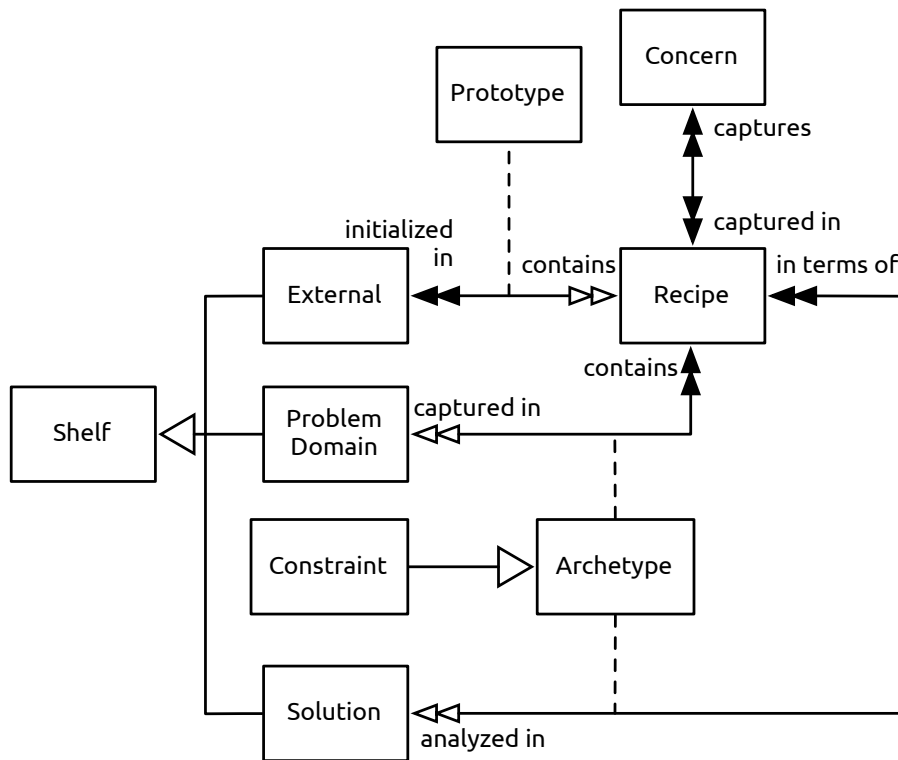 Concern
Prototype
captures
captured in
initialized
in
contains
in terms of
External
Recipe
contains
Shelf
Problem
Domain
captured in
Constraint
Archetype
Solution
analyzed in